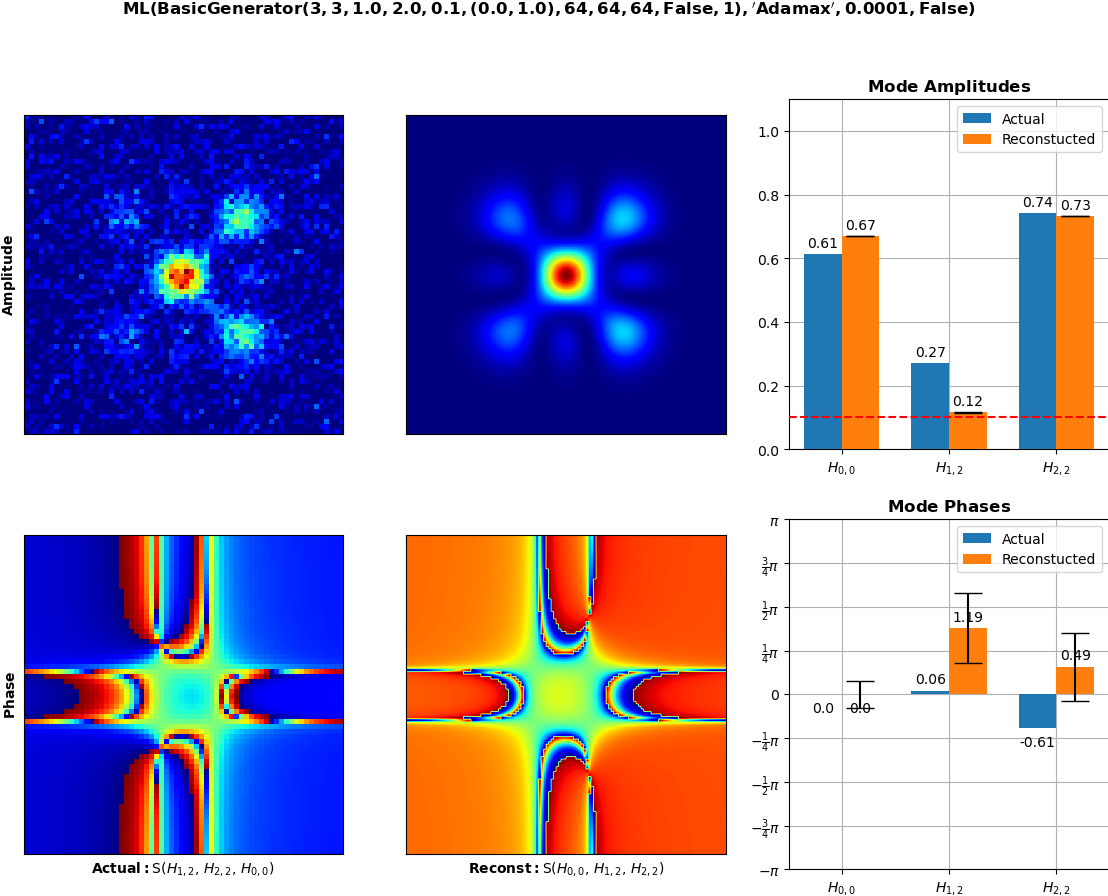 ML(BasicGenerator(3, 3, 1.0, 2.0, 0.1, (0.0, 1.0), 64, 64, 64, False, 1), ′Adamax′, 0.0001, False)
Amplitude
Mode Amplitudes
Actual
Reconstucted
1.0
0.8
0.6
0.4
0.2
0.0
0.61
0.67
0.27
0.12
0.74
0.73
H0,0
H1,2
H2,2
Phase
Actual: S(H1,2, H2,2, H0,0)
Reconst: S(H0,0, H1,2, H2,2)
Mode Phases
Actual
Reconstucted
π
3/4π
1/2π
1/4π
0
−1/4π
−1/2π
−3/4π
−π
0.0
0.0
0.06
1.19
-0.61
0.49
H0,0
H1,2
H2,2